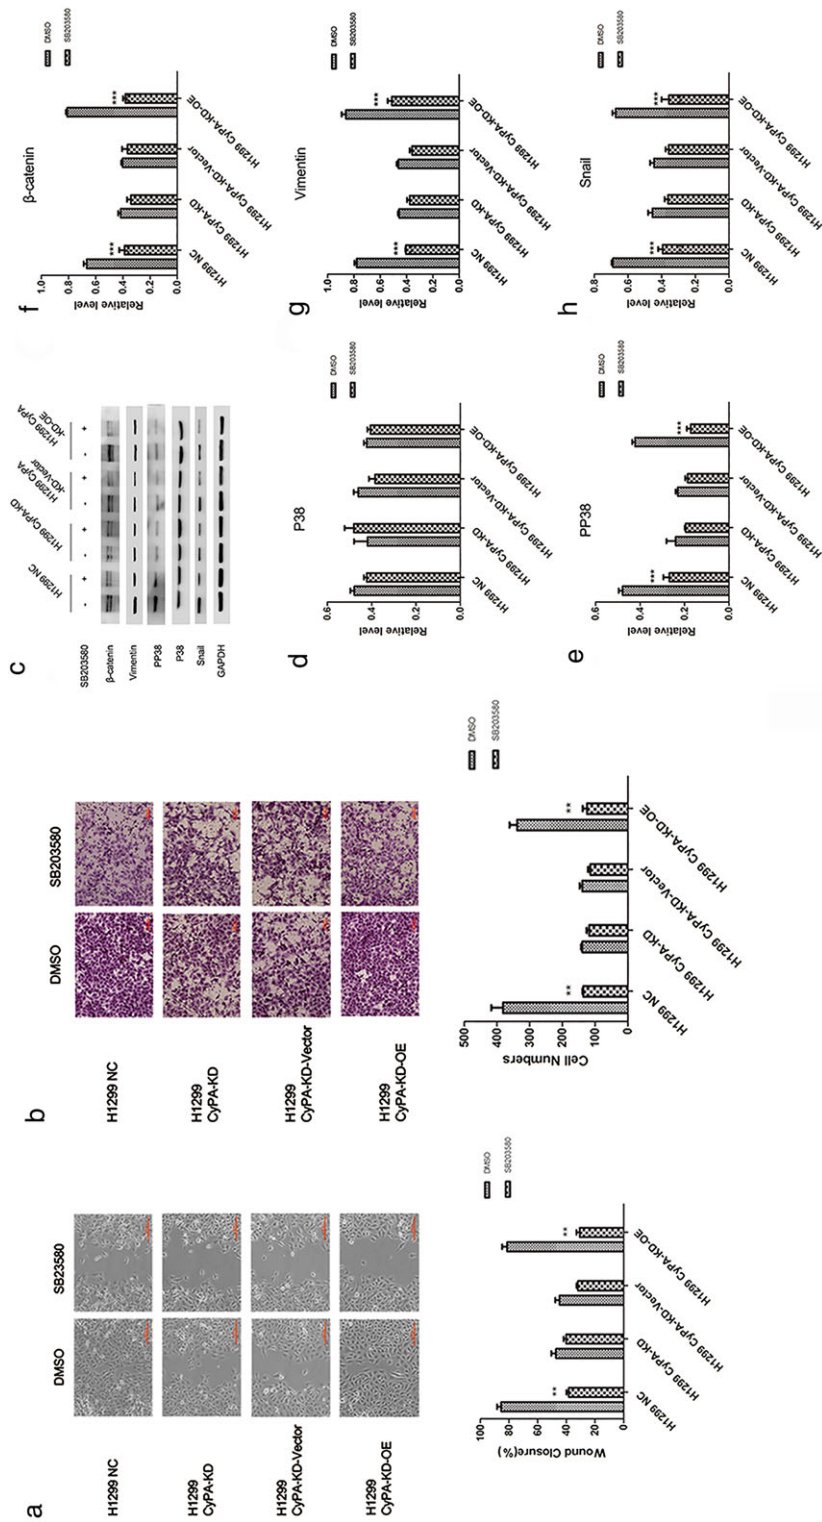 a
DMSO
SB23580
H1299 NC
H1299
CyPA-KD
H1299
CyPA-KD-Vector
H1299
CyPA-KD-OE
Wound Closure(%)
100
80
60
40
20
0
**
**
DMSO
SB203580
H1299 NC
H1299 CyPA-KD
H1299 CyPA-KD-Vector
H1299 CyPA-KD-OE
b
DMSO
SB203580
H1299 NC
H1299
CyPA-KD
H1299
CyPA-KD-Vector
H1299
CyPA-KD-OE
Cell Numbers
500
400
300
200
100
0
**
**
DMSO
SB203580
H1299 NC
H1299 CyPA-KD
H1299 CyPA-KD-Vector
H1299 CyPA-KD-OE
c
H1299 NC
H1299 CyPA-KD
H1299 CyPA
-KD-Vector
H1299 CyPA
-KD-OE
SB203580 - + - + - + - +
β-catenin
Vimentin
PP38
P38
Snail
GAPDH
d
P38
Relative level
0.6
0.4
0.2
0.0
DMSO
SB203580
H1299 NC
H1299 CyPA-KD
H1299 CyPA-KD-Vector
H1299 CyPA-KD-OE
e
PP38
Relative level
0.6
0.4
0.2
0.0
***
***
DMSO
SB203580
H1299 NC
H1299 CyPA-KD
H1299 CyPA-KD-Vector
H1299 CyPA-KD-OE
f
β-catenin
Relative level
1.0
0.8
0.6
0.4
0.2
0.0
***
***
DMSO
SB203580
H1299 NC
H1299 CyPA-KD
H1299 CyPA-KD-Vector
H1299 CyPA-KD-OE
g
Vimentin
Relative level
1.0
0.8
0.6
0.4
0.2
0.0
***
***
DMSO
SB203580
H1299 NC
H1299 CyPA-KD
H1299 CyPA-KD-Vector
H1299 CyPA-KD-OE
h
Snail
Relative level
0.8
0.6
0.4
0.2
0.0
***
***
DMSO
SB203580
H1299 NC
H1299 CyPA-KD
H1299 CyPA-KD-Vector
H1299 CyPA-KD-OE